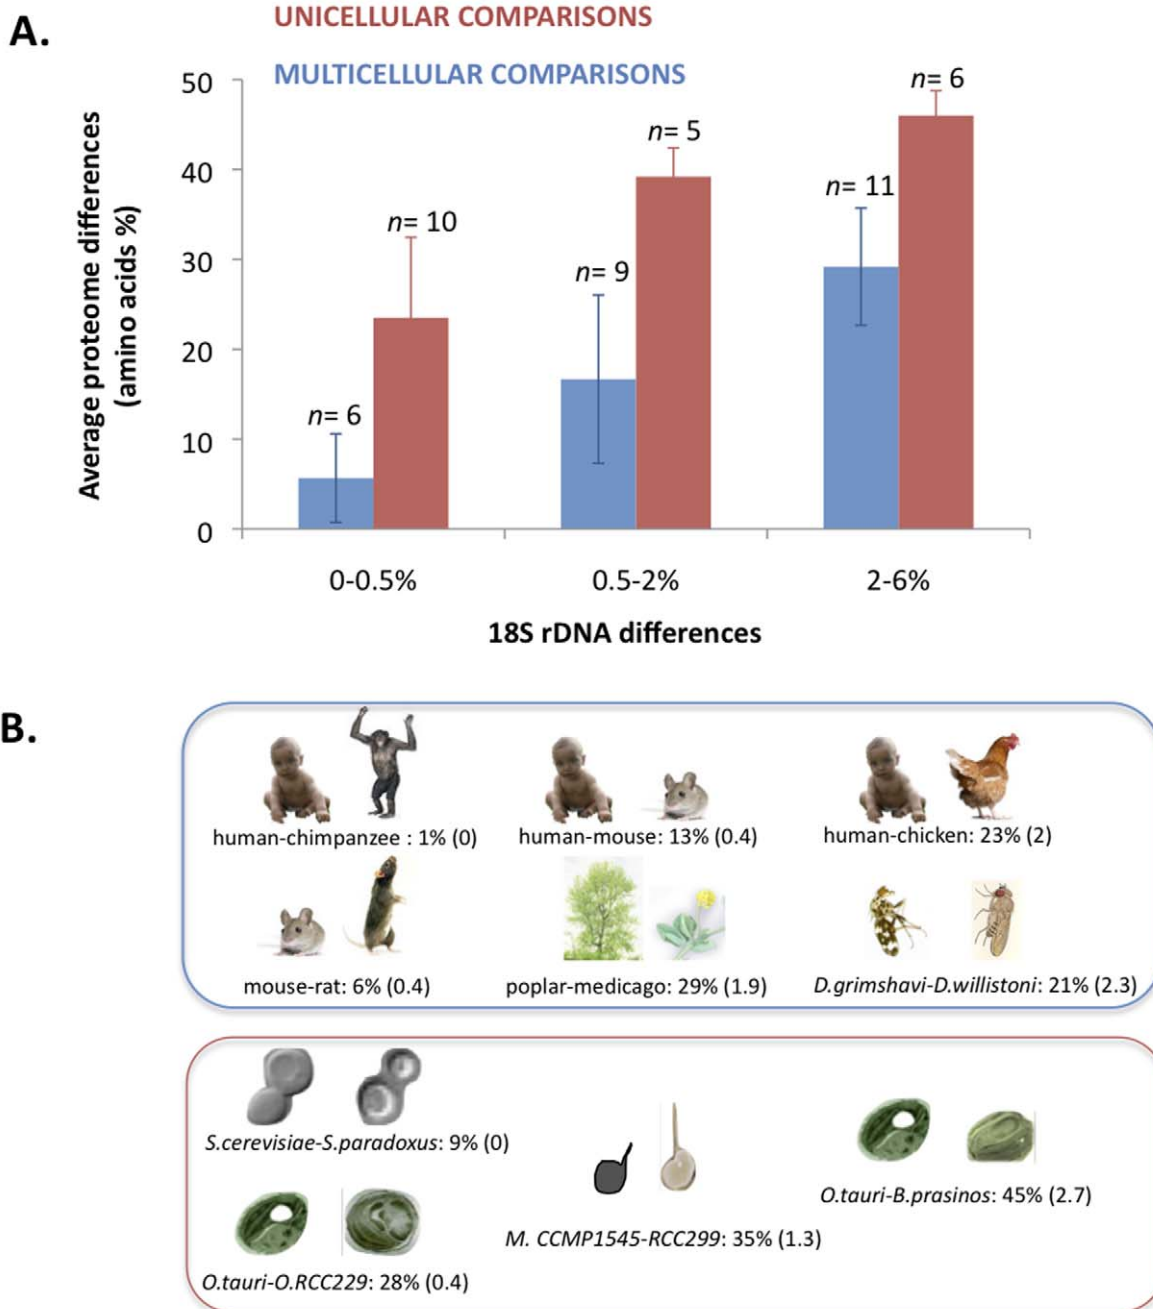 A.
UNICELLULAR COMPARISONS
MULTICELLULAR COMPARISONS
Average proteome differences
(amino acids %)
50
40
30
20
10
0
n= 6
n= 10
n= 9
n= 5
n= 11
n= 6
0-0.5%
0.5-2%
2-6%
18S rDNA differences
B.
human-chimpanzee : 1% (0)
human-mouse: 13% (0.4)
human-chicken: 23% (2)
mouse-rat: 6% (0.4)
poplar-medicago: 29% (1.9)
D.grimshavi-D.willistoni: 21% (2.3)
S.cerevisiae-S.paradoxus: 9% (0)
O.tauri-B.prasinos: 45% (2.7)
M. CCMP1545-RCC299: 35% (1.3)
O.tauri-O.RCC229: 28% (0.4)